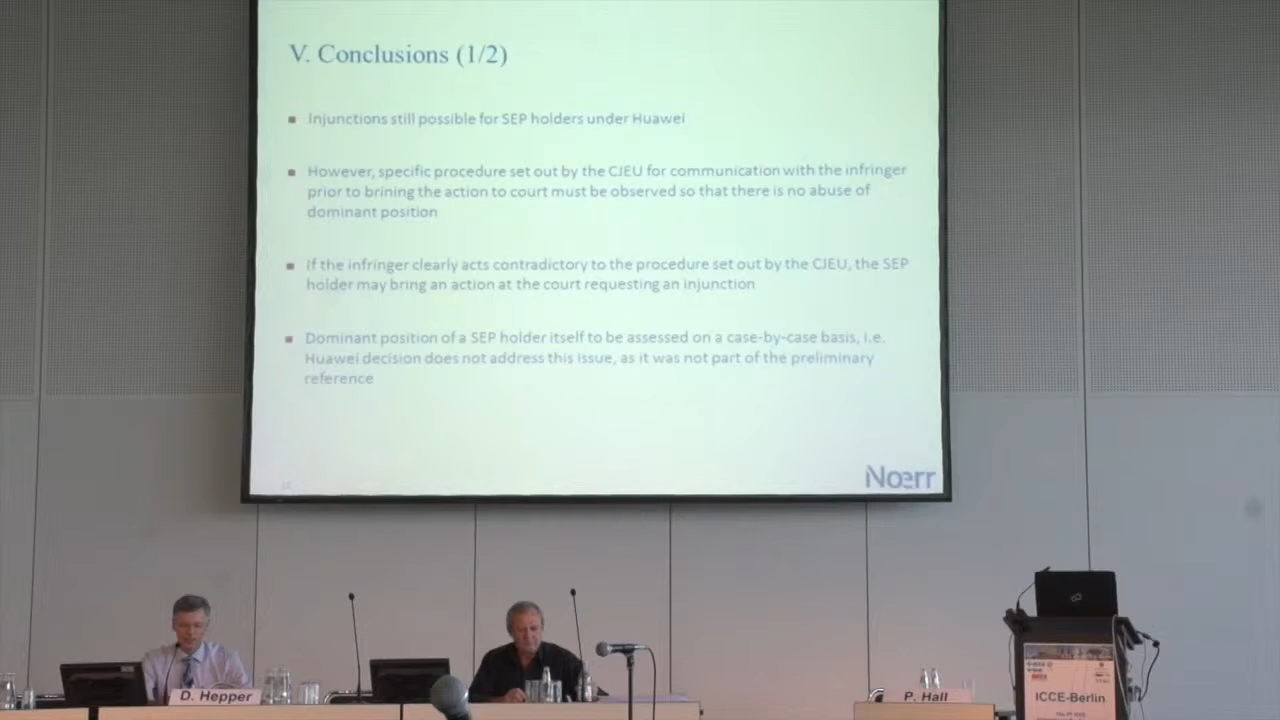 V. Conclusions (1/2)
Injunctions still possible for SEP holders under Huawei
However, specific procedure set out by the CJEU for communication with the infringer
prior to brining the action to court must be observed so that there is no abuse of
dominant position
If the infringer clearly acts contradictory to the procedure set out by the CJEU, the SEP
holder may bring an action at the court requesting an injunction
Dominant position of a SEP holder itself to be assessed on a case-by-case basis, i.e.
Huawei decision does not address this issue, as it was not part of the preliminary
reference
Noerr
D. Hepper
P. Hall
ICCE-Berlin